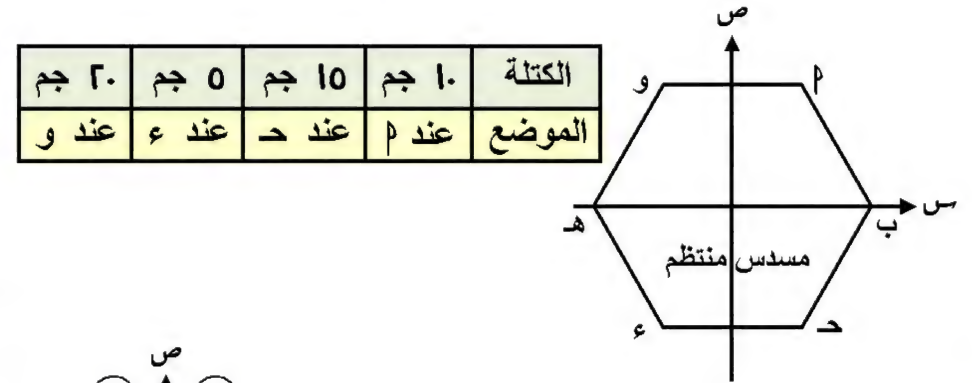 الكتلة ١٠ جم ١٥ جم ٥ جم ٢٠ جم
الموضع عند ا عند حـ عند ء عند و
ص
و ا
هـ ب س
مسدس منتظم
ء حـ
ص